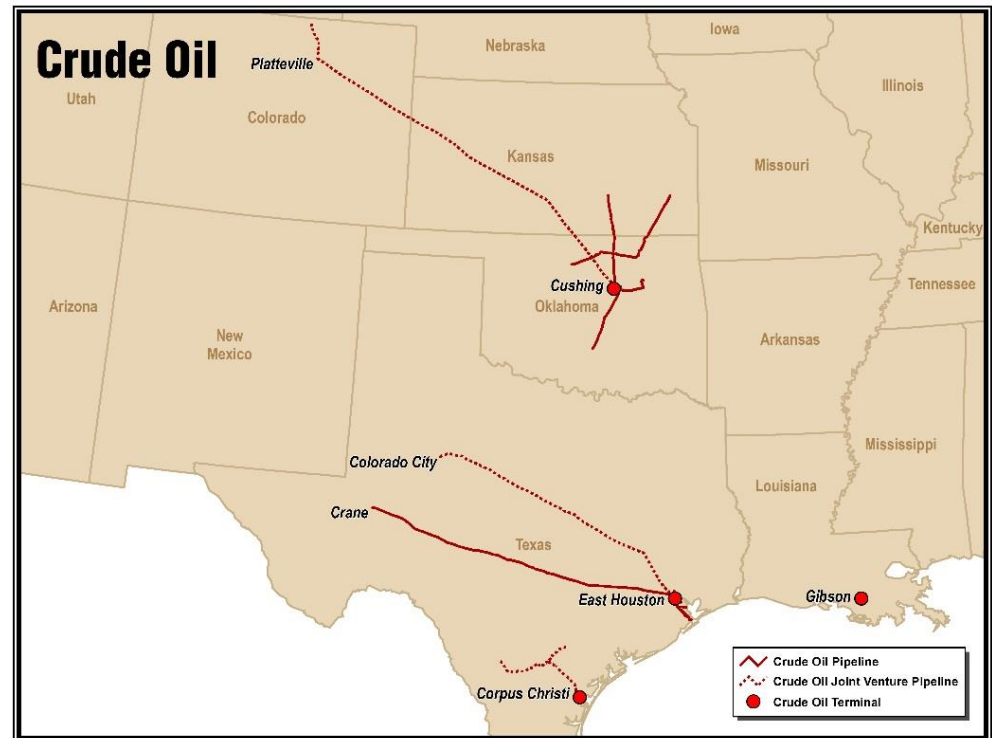 Crude Oil
Iowa
Nebraska
Platteville
Illinois
Utah
Colorado
Kansas
Missouri
Kentucky
Tennessee
Cushing
Oklahoma
Arizona
New
Mexico
Arkansas
Mississippi
Colorado City
Louisiana
Crane
Texas
East Houston
Gibson
Corpus Christi
Crude Oil Pipeline
Crude Oil Joint Venture Pipeline
Crude Oil Terminal